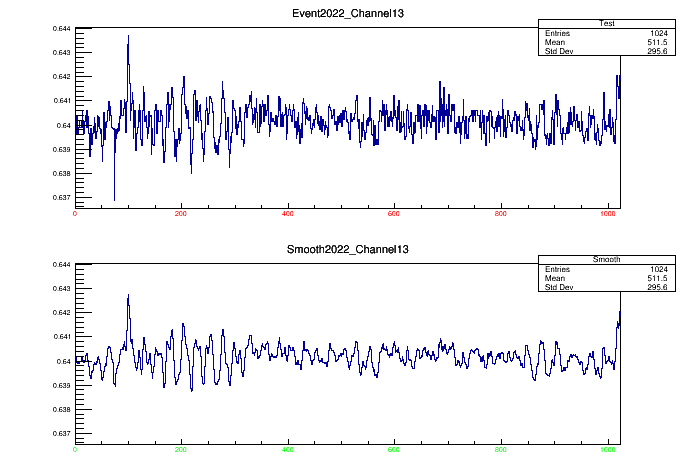 Event2022_Channel13
Test
Entries 1024
Mean 511.5
Std Dev 295.6
0.644
0.643
0.642
0.641
0.64
0.639
0.638
0.637
0 200 400 600 800 1000
Smooth2022_Channel13
Smooth
Entries 1024
Mean 511.5
Std Dev 295.6
0.644
0.643
0.642
0.641
0.64
0.639
0.638
0.637
0 200 400 600 800 1000